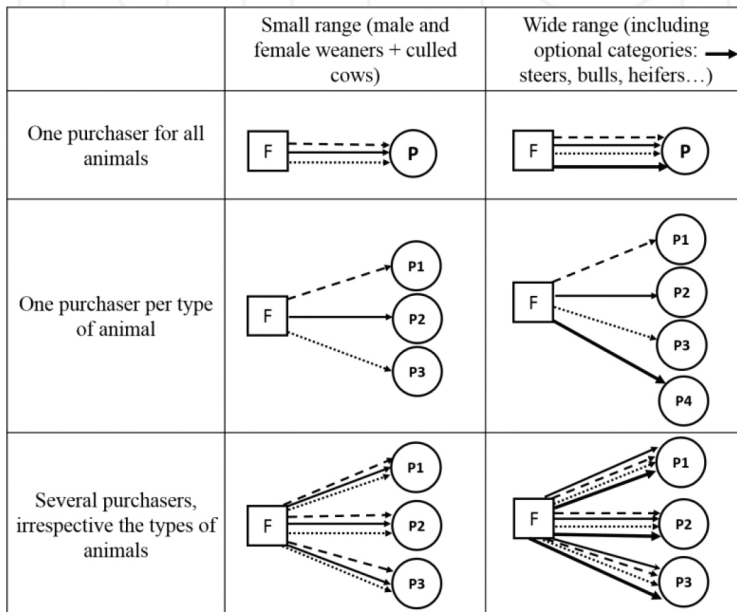 Small range (male and
female weaners + culled
cows)
Wide range (including
optional categories:
steers, bulls, heifers…)
One purchaser for all
animals
F
P
F
P
One purchaser per type
of animal
F
P1
P2
P3
F
P1
P2
P3
P4
Several purchasers,
irrespective the types of
animals
F
P1
P2
P3
F
P1
P2
P3